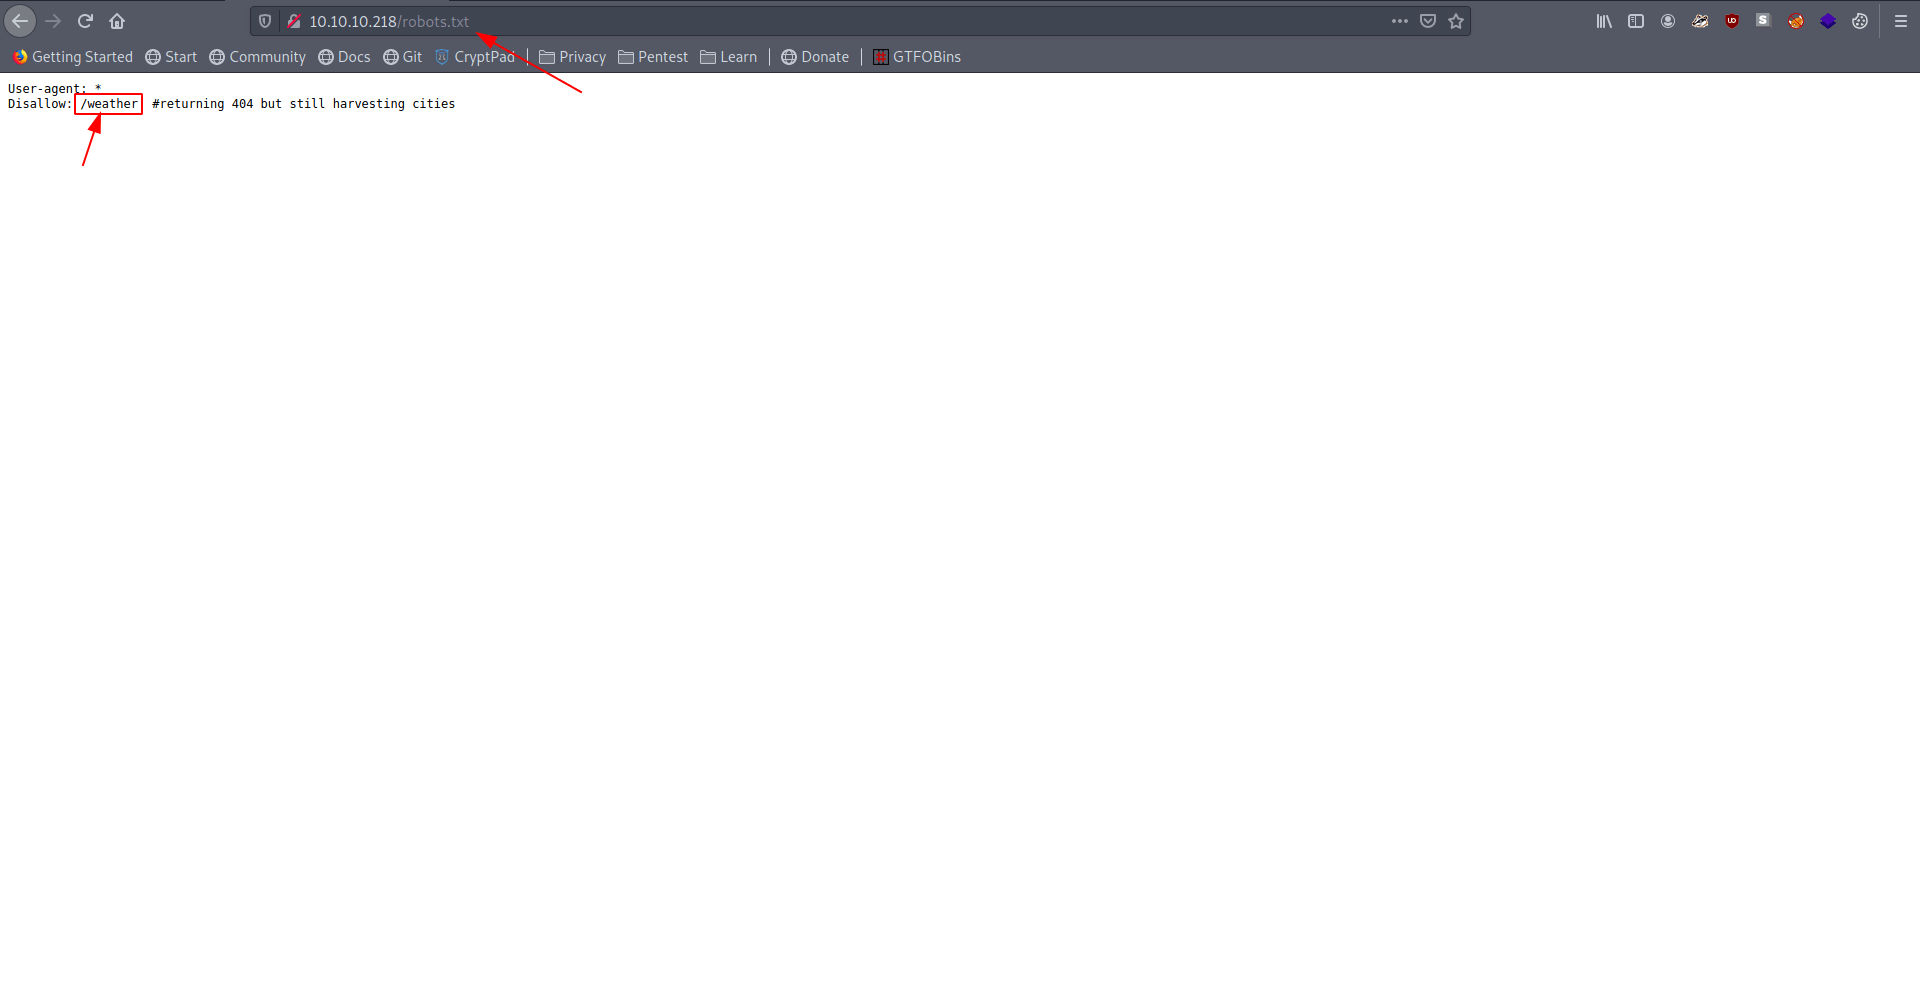 10.10.10.218/robots.txt
Getting Started Start Community Docs Git CryptPad Privacy Pentest Learn Donate GTFOBins
User-agent: *
Disallow: /weather #returning 404 but still harvesting cities